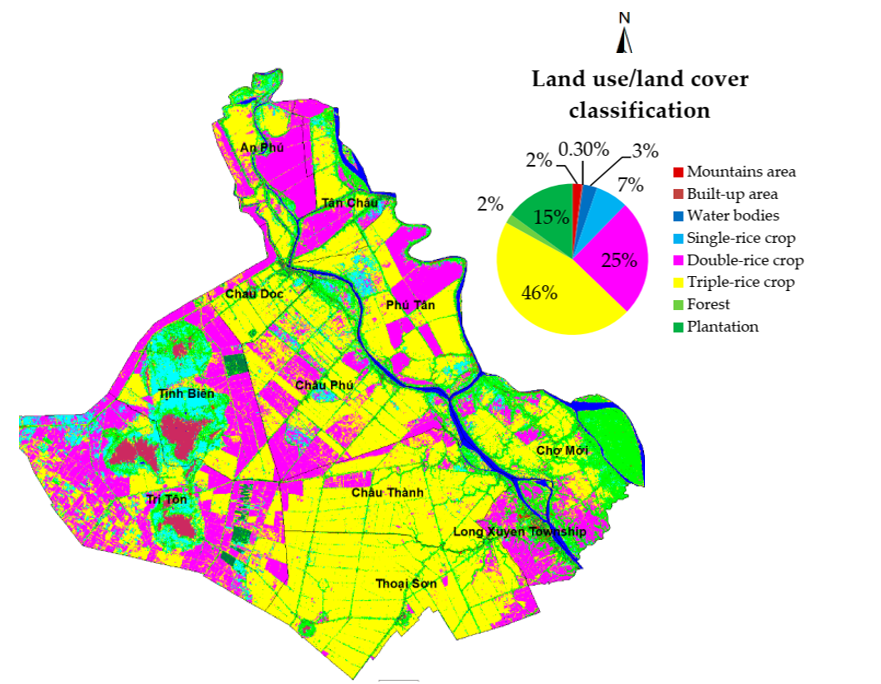 N
Land use/land cover
classification
2%
0.30%
3%
7%
2%
15%
25%
46%
Mountains area
Built-up area
Water bodies
Single-rice crop
Double-rice crop
Triple-rice crop
Forest
Plantation
An Phú
Tân Châu
Châu Dóc
Phú Tân
Tịnh Biên
Châu Phú
Chợ Mới
Tri Tôn
Châu Thành
Long Xuyên Township
Thoại Sơn